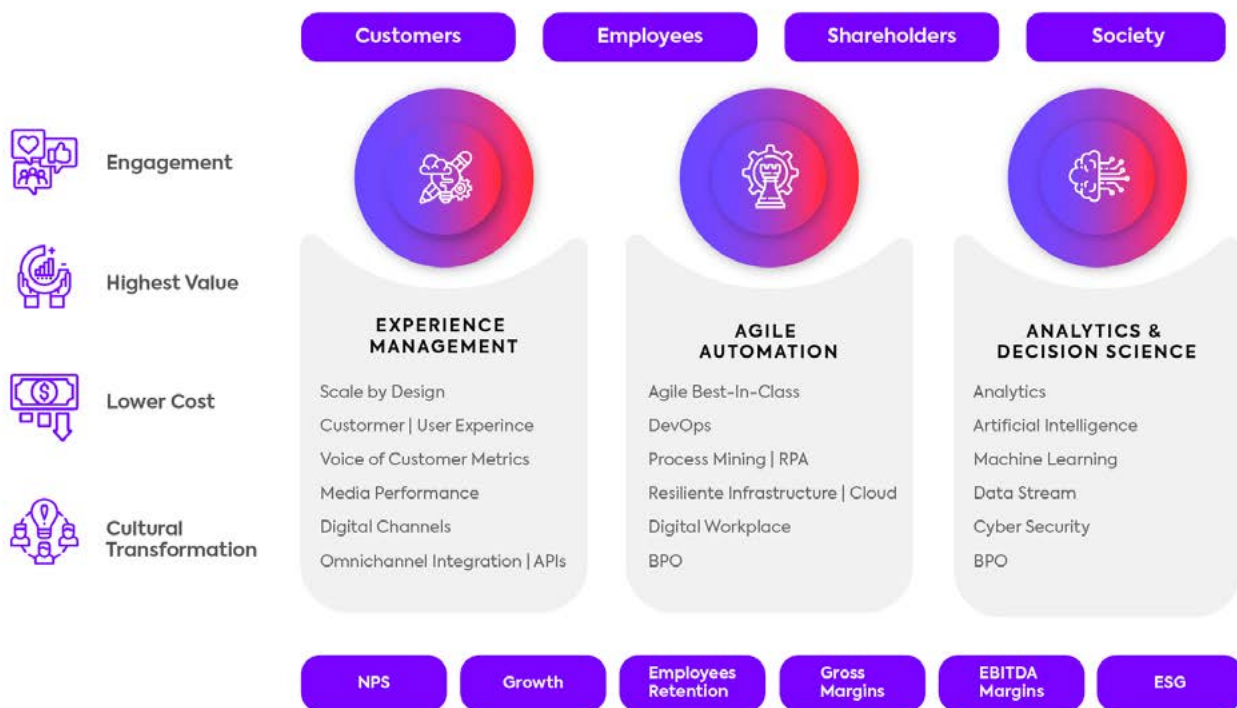 Customers
Employees
Shareholders
Society
Engagement
Highest Value
Lower Cost
Cultural
Transformation
EXPERIENCE
MANAGEMENT
Scale by Design
Custormer | User Experince
Voice of Customer Metrics
Media Performance
Digital Channels
Omnichannel Integration | APIs
AGILE
AUTOMATION
Agile Best-In-Class
DevOps
Process Mining | RPA
Resiliente Infrastructure | Cloud
Digital Workplace
BPO
ANALYTICS &
DECISION SCIENCE
Analytics
Artificial Intelligence
Machine Learning
Data Stream
Cyber Security
BPO
NPS
Growth
Employees
Retention
Gross
Margins
EBITDA
Margins
ESG